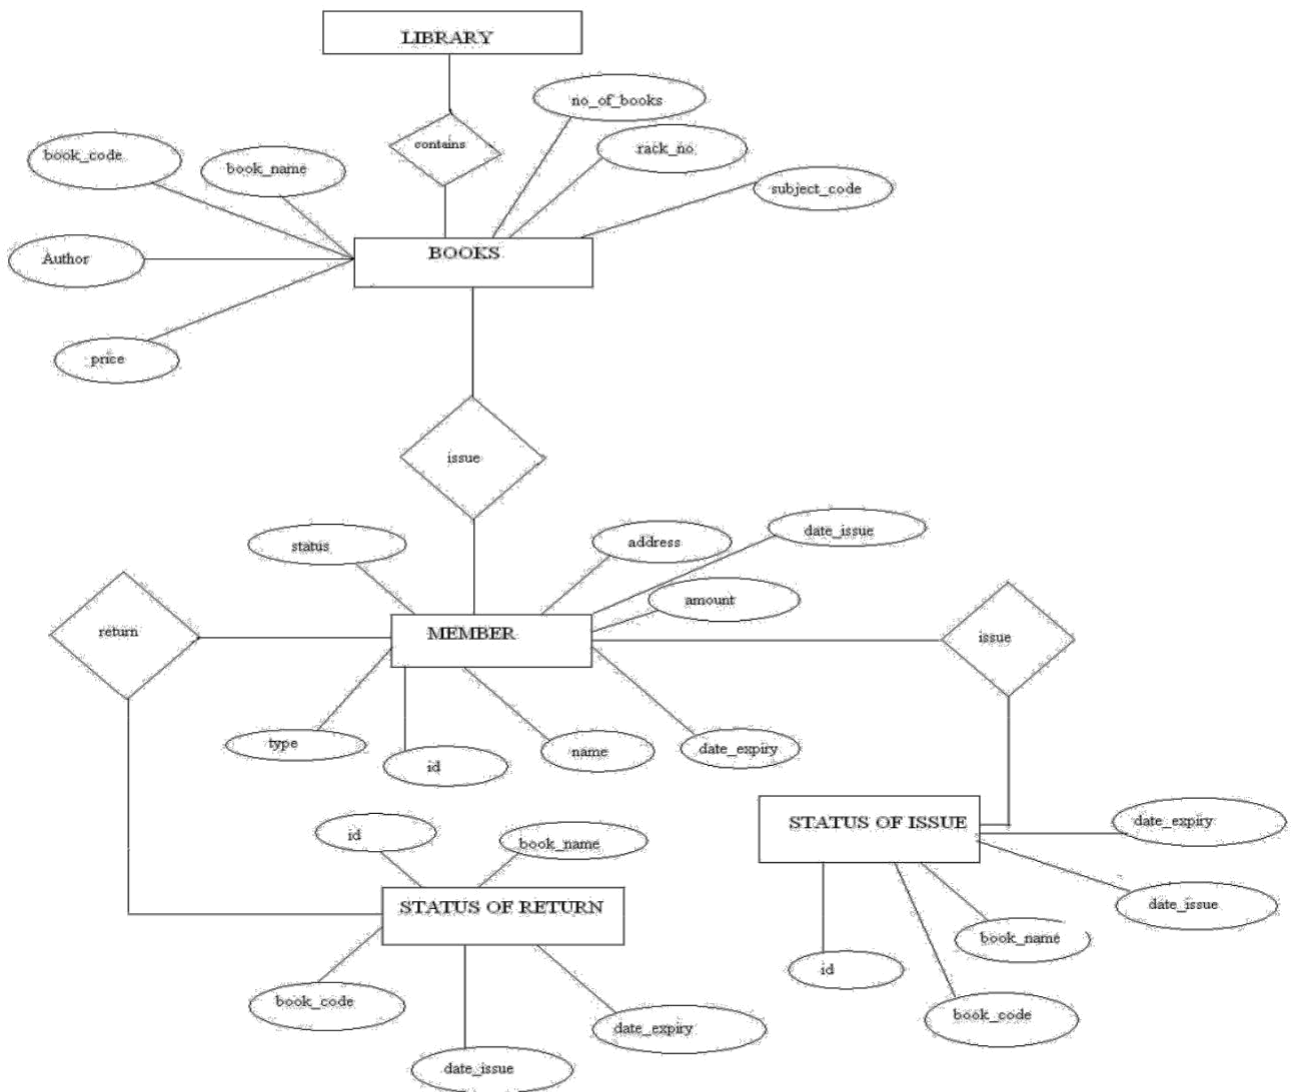 LIBRARY
no_of_books
contains
rack_no
book_code
book_name
subject_code
BOOKS
Author
price
issue
status
address
date_issue
amount
return
MEMBER
issue
type
id
name
date_expiry
id
book_name
STATUS OF ISSUE
date_expiry
STATUS OF RETURN
date_issue
book_name
id
book_code
book_code
date_expiry
date_issue